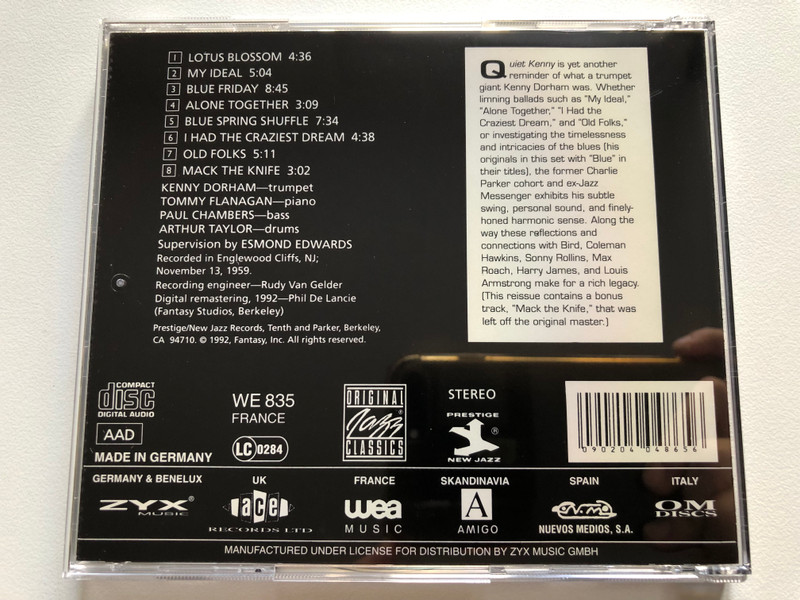 1 LOTUS BLOSSOM 4:36
2 MY IDEAL 5:04
3 BLUE FRIDAY 8:45
4 ALONE TOGETHER 3:09
5 BLUE SPRING SHUFFLE 7:34
6 I HAD THE CRAZIEST DREAM 4:38
7 OLD FOLKS 5:11
8 MACK THE KNIFE 3:02
KENNY DORHAM—trumpet
TOMMY FLANAGAN—piano
PAUL CHAMBERS—bass
ARTHUR TAYLOR—drums
Supervision by ESMOND EDWARDS
Recorded in Englewood Cliffs, NJ;
November 13, 1959.
Recording engineer—Rudy Van Gelder
Digital remastering, 1992—Phil De Lancie
(Fantasy Studios, Berkeley)
Prestige/New Jazz Records, Tenth and Parker, Berkeley,
CA 94710. © 1992, Fantasy, Inc. All rights reserved.
Quiet Kenny is yet another
reminder of what a trumpet
giant Kenny Dorham was. Whether
limning ballads such as "My Ideal,"
"Alone Together," "I Had the
Craziest Dream," and "Old Folks,"
or investigating the timelessness
and intricacies of the blues (his
originals in this set with "Blue" in
their titles), the former Charlie
Parker cohort and ex-Jazz
Messenger exhibits his subtle
swing, personal sound, and finely-
honed harmonic sense. Along the
way these reflections and
connections with Bird, Coleman
Hawkins, Sonny Rollins, Max
Roach, Harry James, and Louis
Armstrong make for a rich legacy.
(This reissue contains a bonus
track, "Mack the Knife," that was
left off the original master.)
COMPACT
disc
DIGITAL AUDIO
AAD
MADE IN GERMANY
WE 835
FRANCE
LC 0284
ORIGINAL
Jazz
CLASSICS
STEREO
PRESTIGE
®
NEW JAZZ
090204 048656
GERMANY & BENELUX
ZYX®
MUSIC
UK
ace
RECORDS LTD
FRANCE
wea
MUSIC
SKANDINAVIA
A
AMIGO
SPAIN
NUEVOS MEDIOS, S.A.
ITALY
OM
DISCS
MANUFACTURED UNDER LICENSE FOR DISTRIBUTION BY ZYX MUSIC GMBH